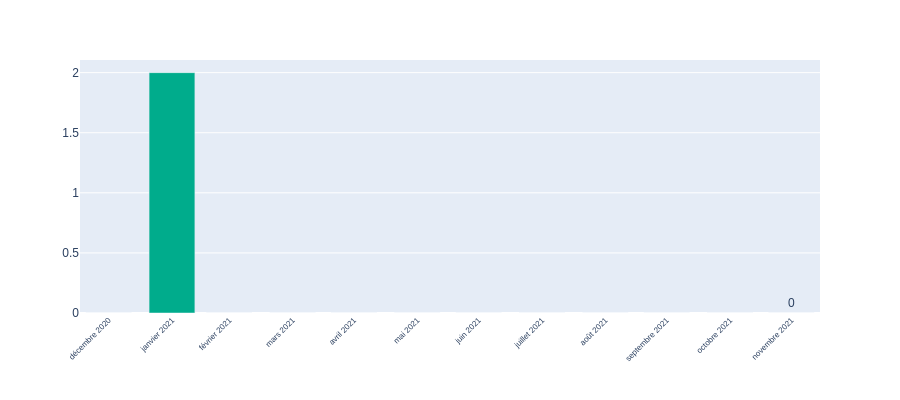 2
1.5
1
0.5
0
0
décembre 2020
janvier 2021
février 2021
mars 2021
avril 2021
mai 2021
juin 2021
juillet 2021
août 2021
septembre 2021
octobre 2021
novembre 2021